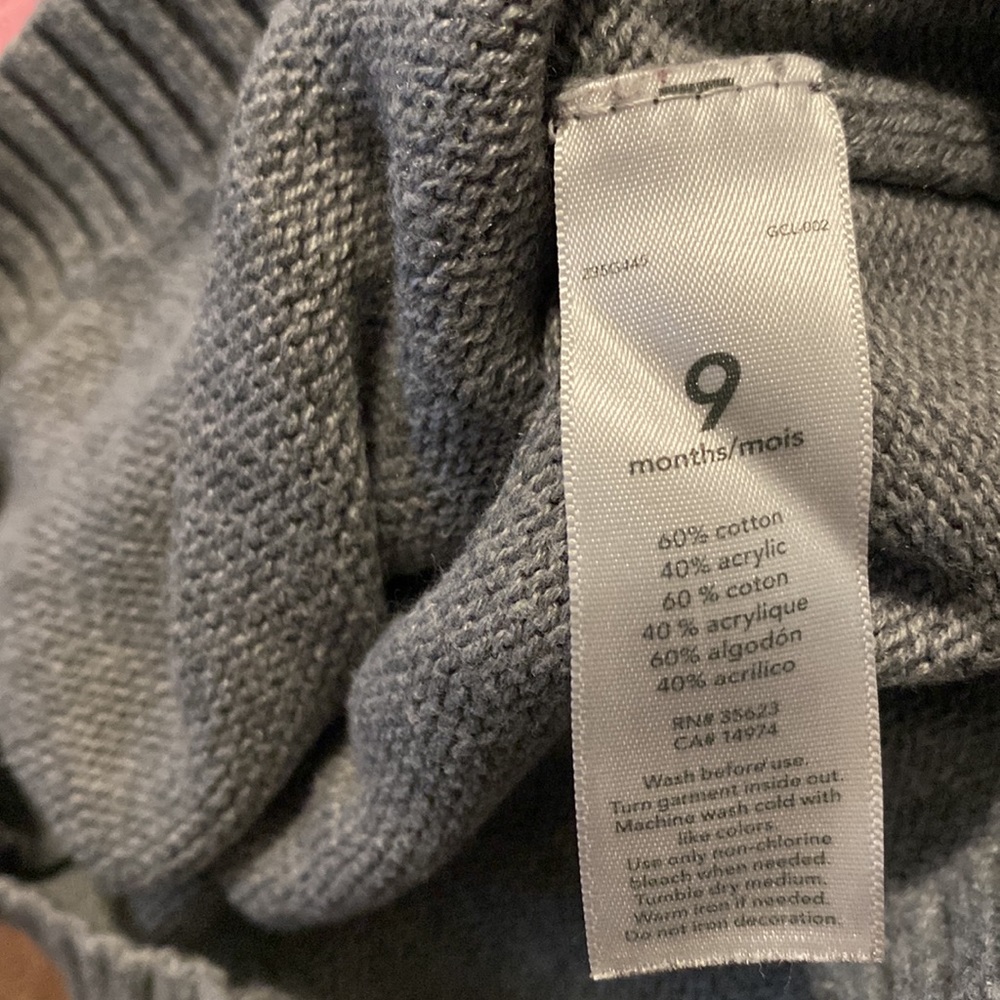 GCL-002
9
months/mois
60% cotton
40% acrylic
60 % coton
40 % acrylique
60% algodón
40% acrílico
RN# 35623
CA# 14974
Wash before use.
Turn garment inside out.
Machine wash cold with
like colors.
Use only non-chlorine
bleach when needed.
Tumble dry medium.
Warm iron if needed.
Do not iron decoration.